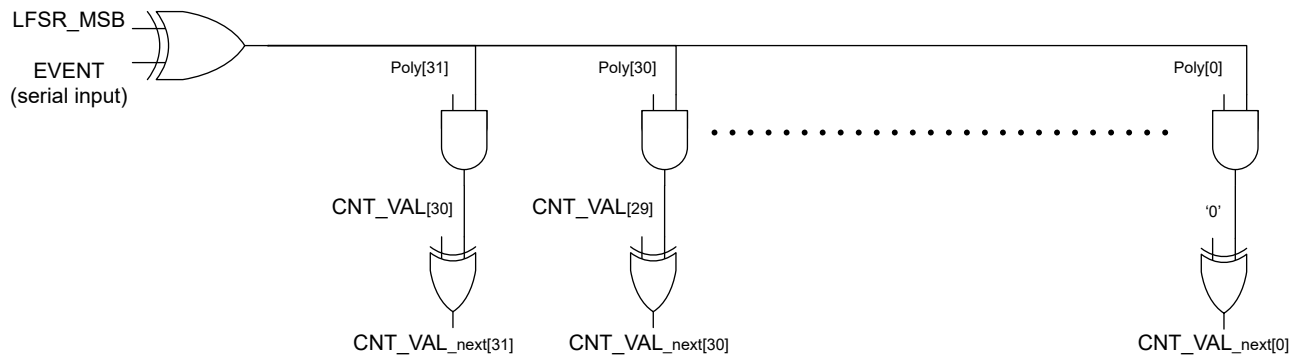 LFSR_MSB
EVENT
(serial input)
Poly[31]
Poly[30]
Poly[0]
CNT_VAL[30]
CNT_VAL[29]
‘0’
CNT_VAL_next[31]
CNT_VAL_next[30]
CNT_VAL_next[0]